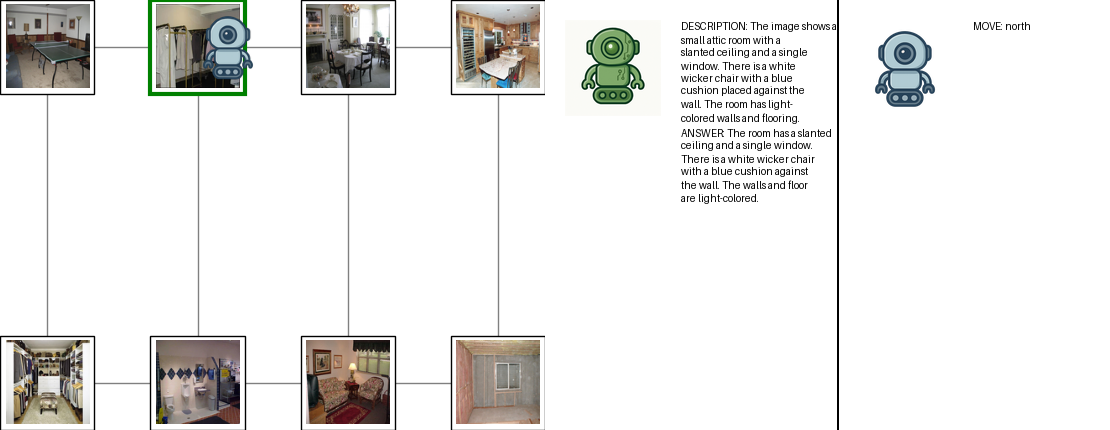 DESCRIPTION: The image shows a
small attic room with a
slanted ceiling and a single
window. There is a white
wicker chair with a blue
cushion placed against the
wall. The room has light-
colored walls and flooring.
ANSWER: The room has a slanted
ceiling and a single window.
There is a white wicker chair
with a blue cushion against
the wall. The walls and floor
are light-colored.
MOVE: north